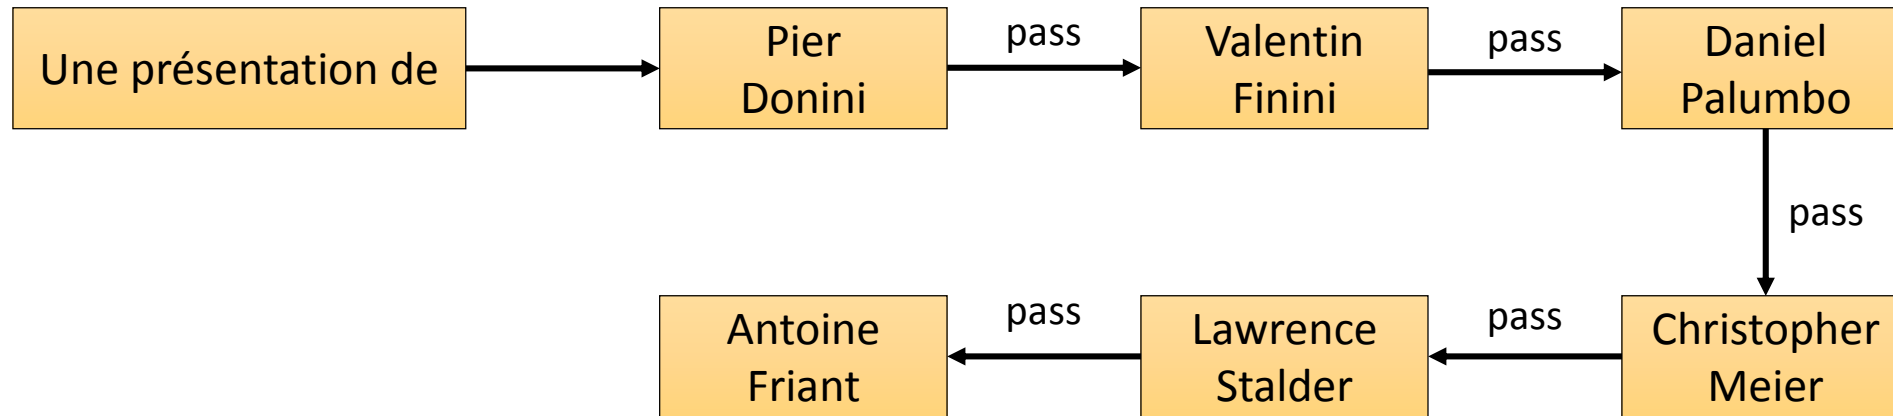 Une présentation de
Pier
Donini
pass
Valentin
Finini
pass
Daniel
Palumbo
pass
Christopher
Meier
pass
Lawrence
Stalder
pass
Antoine
Friant